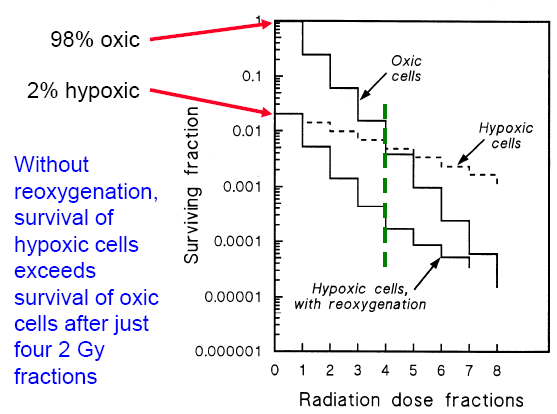 98% oxic
2% hypoxic
Without
reoxygenation,
survival of
hypoxic cells
exceeds
survival of oxic
cells after just
four 2 Gy
fractions
Surviving fraction
1
0.1
0.01
0.001
0.0001
0.00001
0.000001
Oxic
cells
Hypoxic
cells
Hypoxic cells,
with reoxygenation
0 1 2 3 4 5 6 7 8
Radiation dose fractions